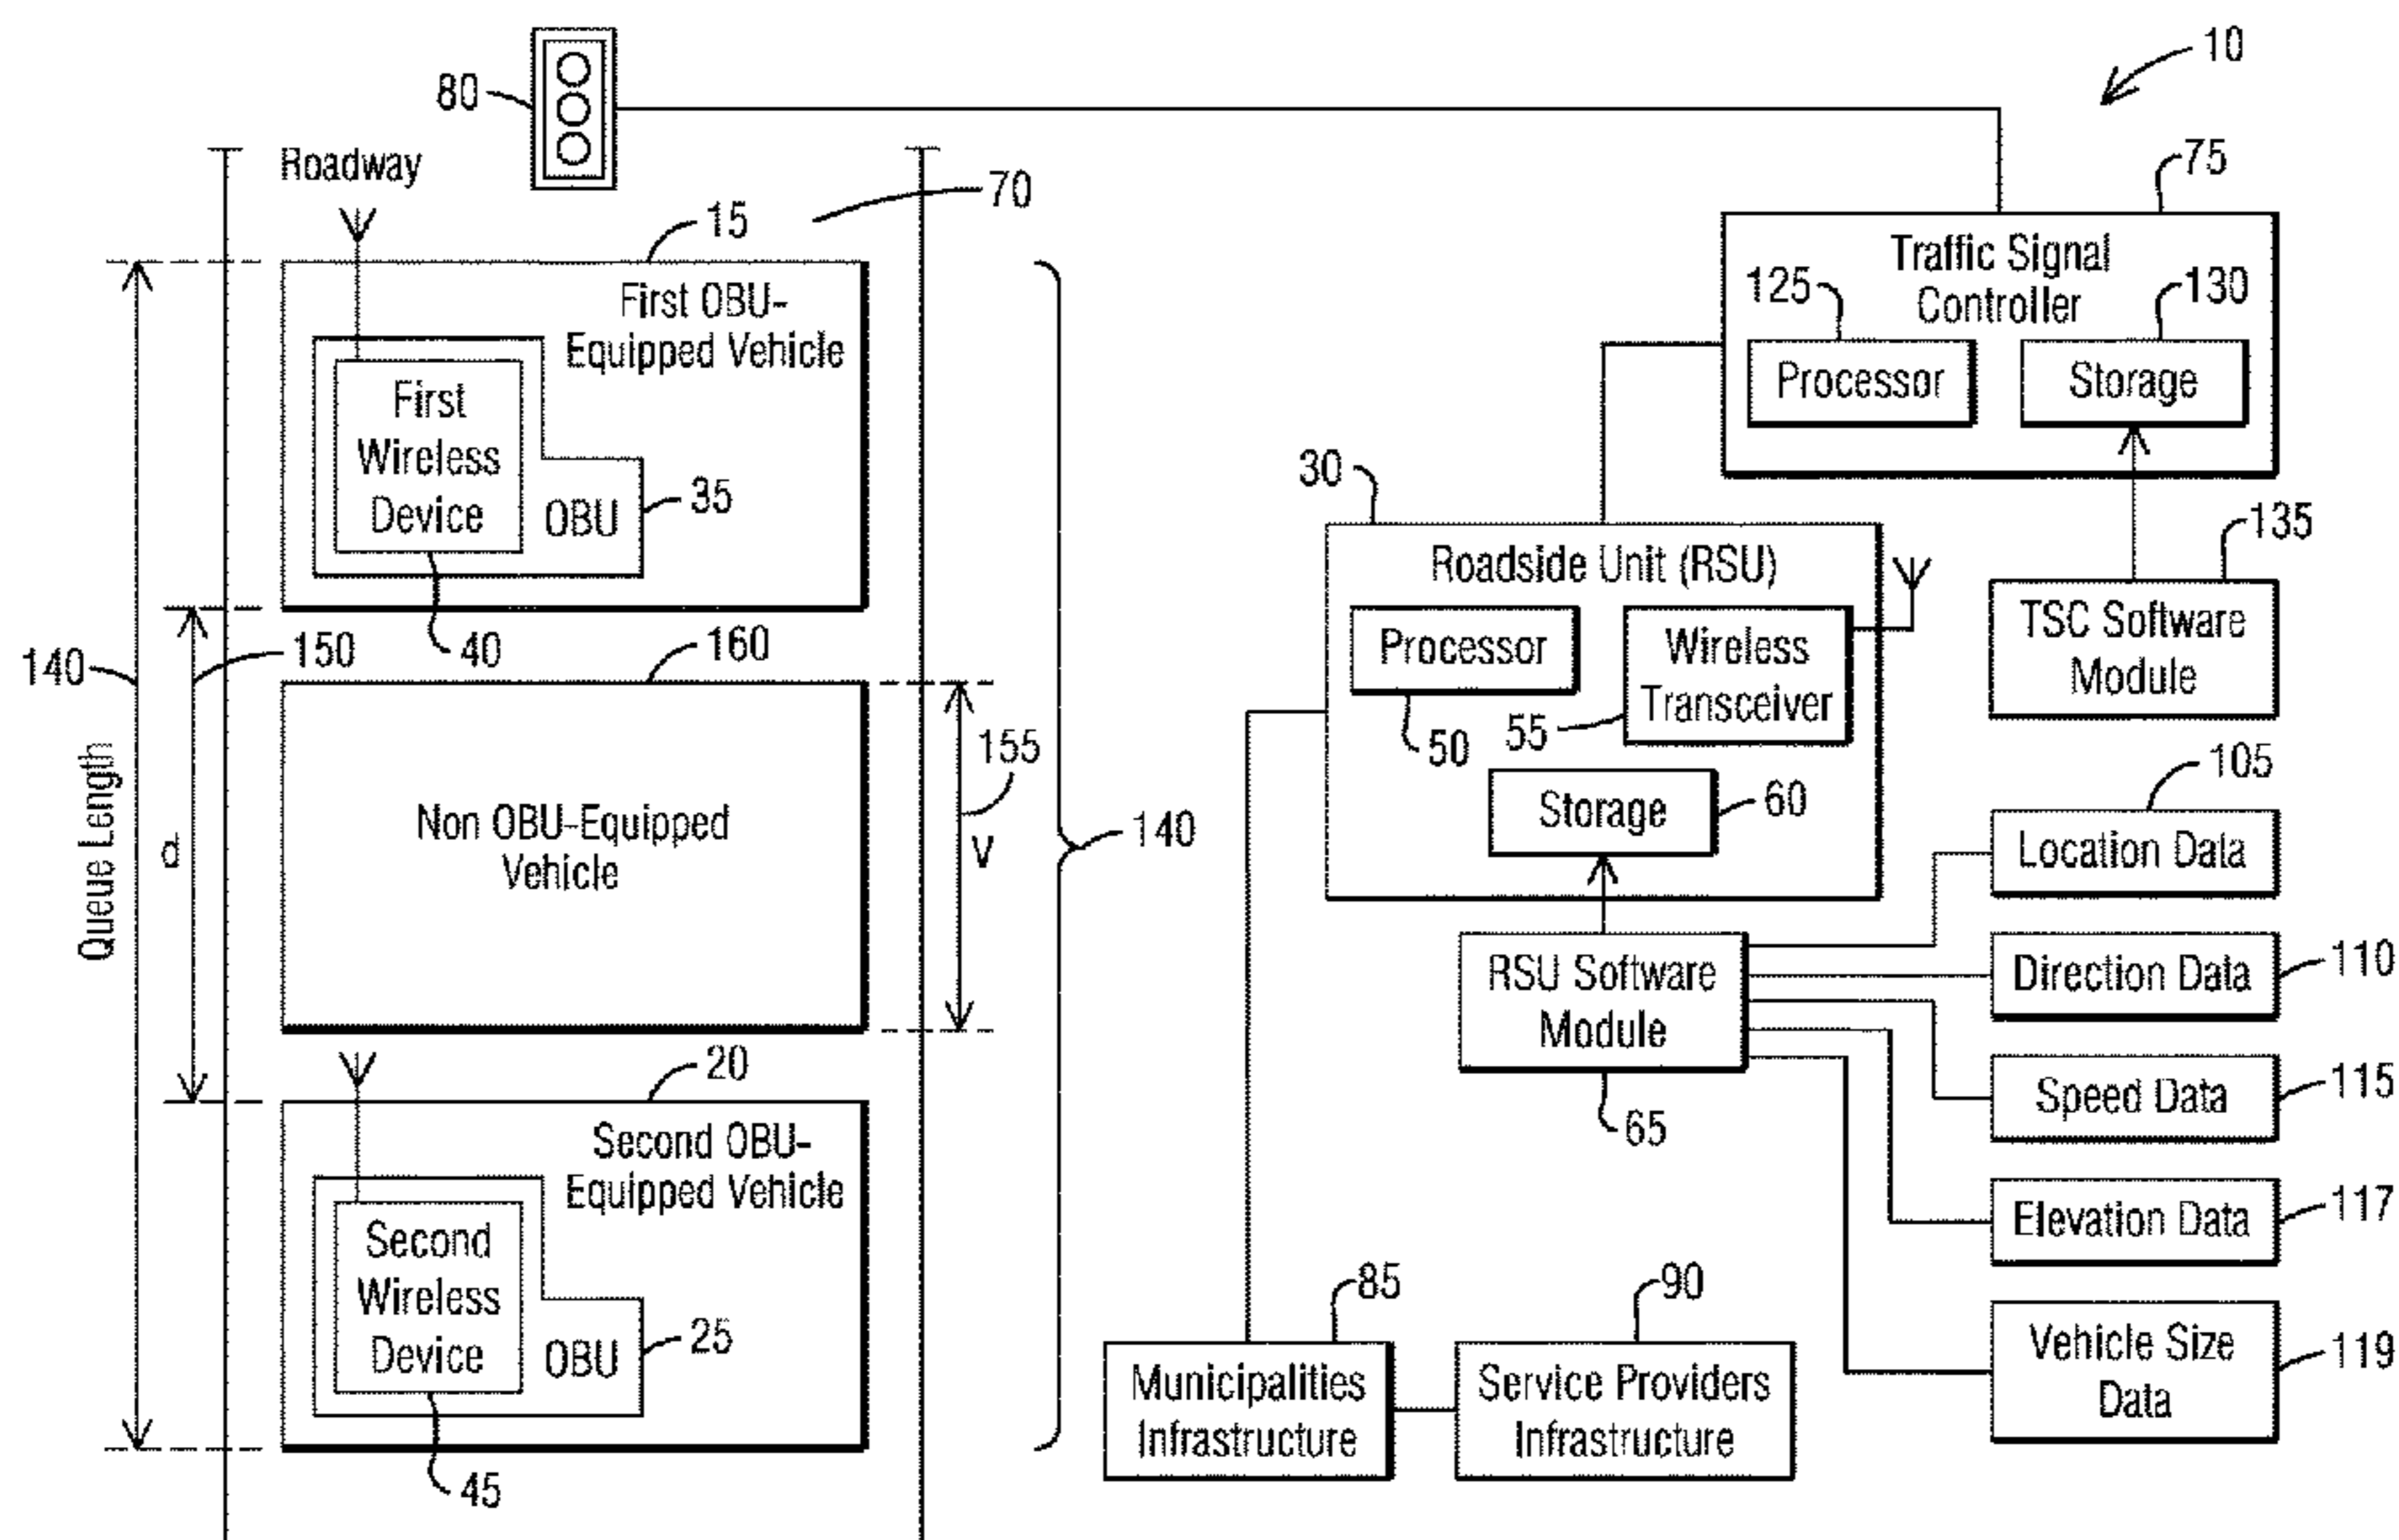 10
80
Roadway
70
75
15
First OBU-
Equipped Vehicle
First
Wireless
Device
OBU
35
40
Traffic Signal
Controller
125
130
Processor
Storage
30
135
Roadside Unit (RSU)
Processor
Wireless
Transceiver
50
55
Storage
60
TSC Software
Module
140
150
160
Queue Length
d
Non OBU-Equipped
Vehicle
155
V
140
105
Location Data
RSU Software
Module
65
Direction Data
110
Speed Data
115
Elevation Data
117
Vehicle Size
Data
119
20
Second OBU-
Equipped Vehicle
Second
Wireless
Device
OBU
25
45
85
Municipalities
Infrastructure
90
Service Providers
Infrastructure